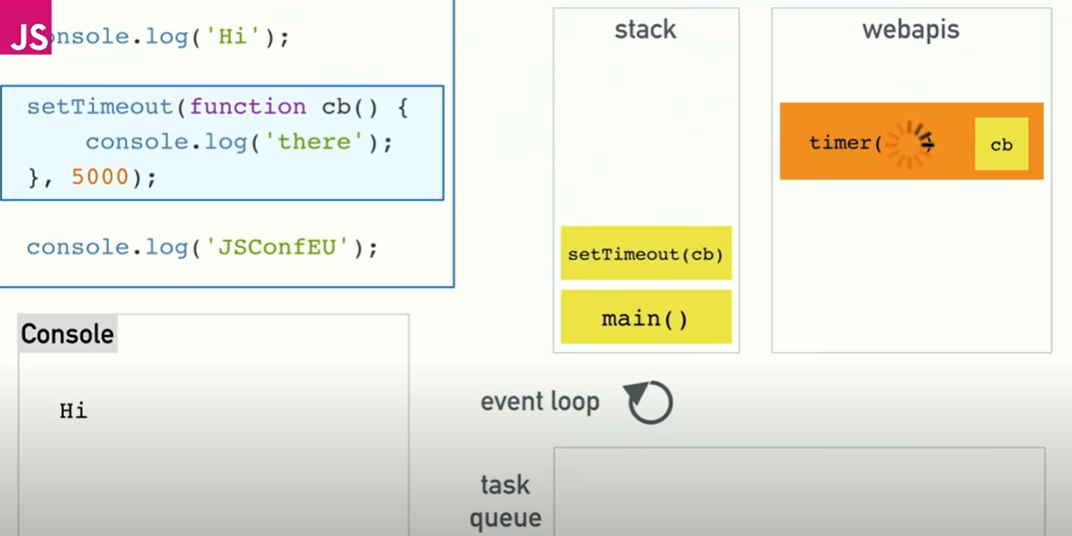 JS
onsole.log('Hi');
setTimeout(function cb() {
    console.log('there');
}, 5000);
console.log('JSConfEU');
Console
Hi
stack
setTimeout(cb)
main()
webapis
timer(
cb
event loop
task
queue